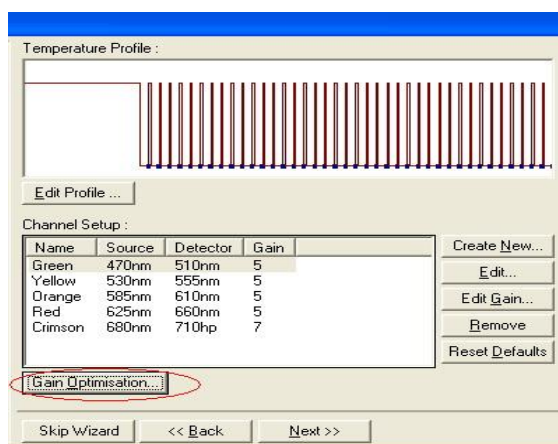 Temperature Profile :
Edit Profile ...
Channel Setup :
Name Source Detector Gain
Green 470nm 510nm 5
Yellow 530nm 555nm 5
Orange 585nm 610nm 5
Red 625nm 660nm 5
Crimson 680nm 710hp 7
Create New...
Edit...
Edit Gain...
Remove
Reset Defaults
Gain Optimisation...
Skip Wizard << Back Next >>